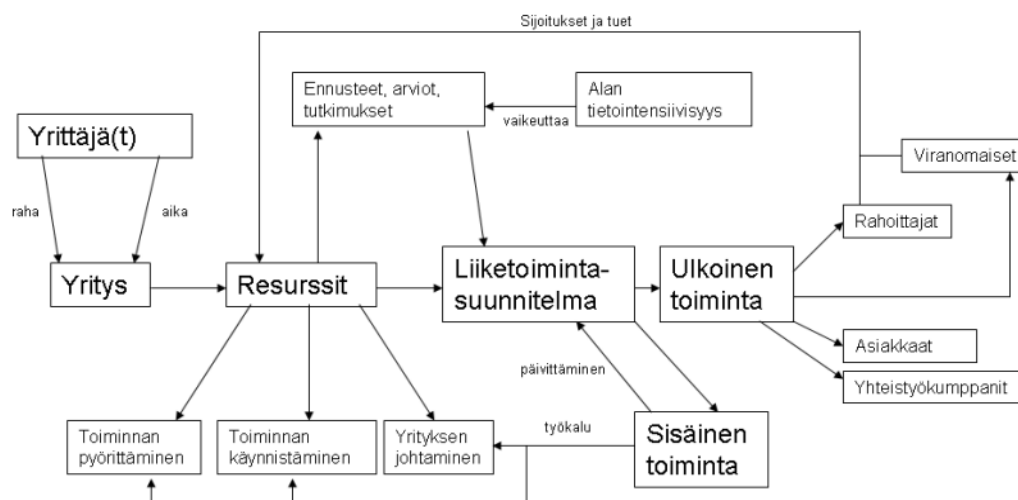 Sijoitukset ja tuet
Ennusteet, arviot,
tutkimukset
Alan
tietointensiivisyys
vaikeuttaa
Yrittäjä(t)
Viranomaiset
raha
aika
Rahoittajat
Yritys
Resurssit
Liiketoiminta-
suunnitelma
Ulkoinen
toiminta
Asiakkaat
päivittäminen
Yhteistyökumppanit
Toiminnan
pyörittäminen
Toiminnan
käynnistäminen
Yrityksen
johtaminen
työkalu
Sisäinen
toiminta